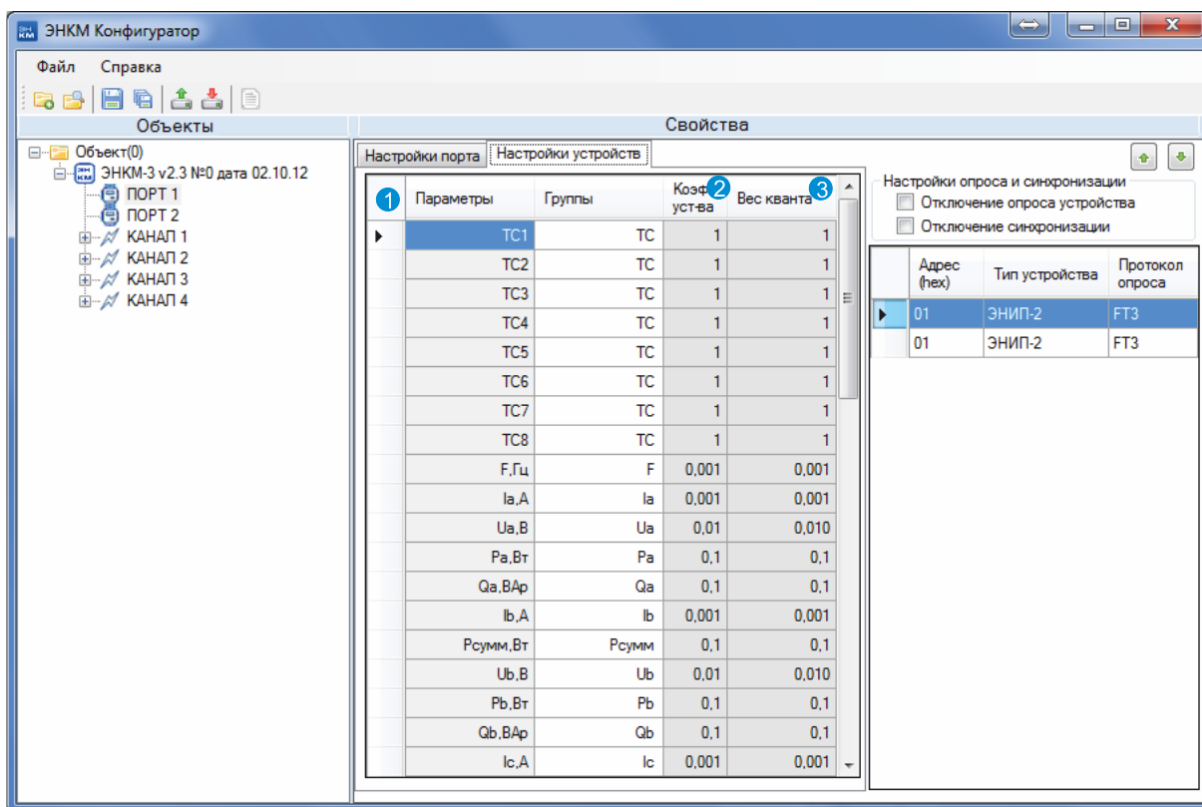 ЭНКМ Конфигуратор
Файл Справка
Объекты
Свойства
Объект(0)
ЭНКМ-3 v2.3 №0 дата 02.10.12
ПОРТ 1
ПОРТ 2
КАНАЛ 1
КАНАЛ 2
КАНАЛ 3
КАНАЛ 4
Настройки порта Настройки устройств
1 Параметры Группы Коэф 2 Вес кванта 3
уст-ва
ТС1 ТС 1 1
ТС2 ТС 1 1
ТС3 ТС 1 1
ТС4 ТС 1 1
ТС5 ТС 1 1
ТС6 ТС 1 1
ТС7 ТС 1 1
ТС8 ТС 1 1
F,Гц F 0,001 0,001
Ia,A Ia 0,001 0,001
Ua,B Ua 0,01 0,010
Pa,Вт Pa 0,1 0,1
Qa,ВАр Qa 0,1 0,1
Ib,A Ib 0,001 0,001
Pсумм,Вт Pсумм 0,1 0,1
Ub,B Ub 0,01 0,010
Pb,Вт Pb 0,1 0,1
Qb,ВАр Qb 0,1 0,1
Ic,A Ic 0,001 0,001
Настройки опроса и синхронизации
Отключение опроса устройства
Отключение синхронизации
Адрес Тип устройства Протокол
(hex) опроса
01 ЭНИП-2 FT3
01 ЭНИП-2 FT3